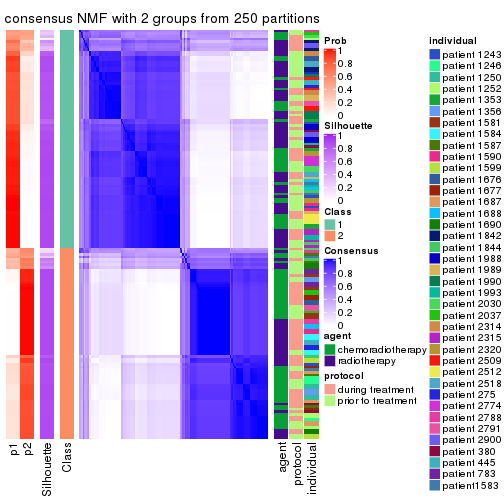 consensus NMF with 2 groups from 250 partitions
Prob
1
0.8
0.6
0.4
0.2
0
Silhouette
1
0.8
0.6
0.4
0.2
0
Class
1
2
Consensus
1
0.8
0.6
0.4
0.2
0
agent
chemoradiotherapy
radiotherapy
protocol
during treatment
prior to treatment
individual
patient 1243
patient 1246
patient 1250
patient 1252
patient 1353
patient 1356
patient 1581
patient 1584
patient 1587
patient 1590
patient 1599
patient 1676
patient 1677
patient 1687
patient 1688
patient 1690
patient 1842
patient 1844
patient 1988
patient 1989
patient 1990
patient 1993
patient 2030
patient 2037
patient 2314
patient 2315
patient 2320
patient 2509
patient 2512
patient 2518
patient 275
patient 2774
patient 2788
patient 2791
patient 2900
patient 380
patient 445
patient 783
patient1583
p1
p2
Silhouette
Class
agent
protocol
individual